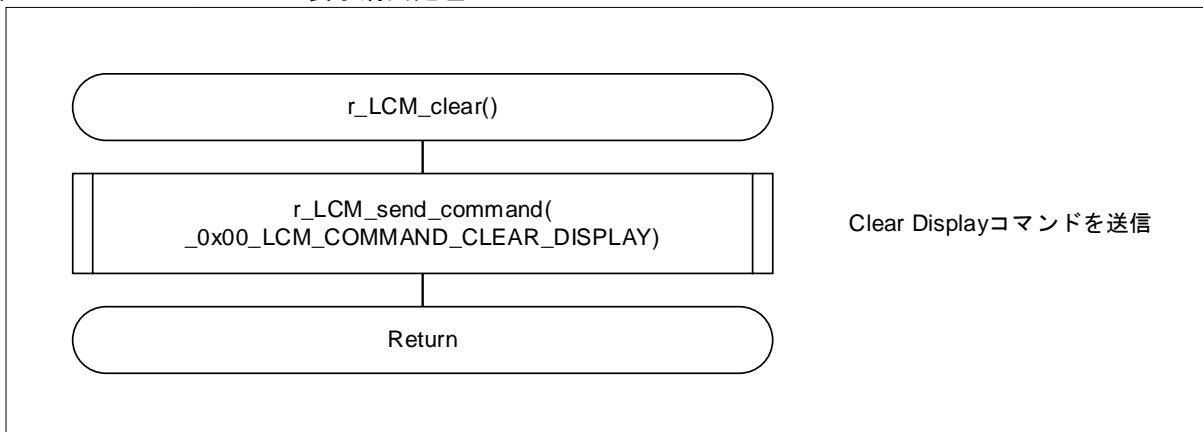 r_LCM_clear()
r_LCM_send_command(
_0x00_LCM_COMMAND_CLEAR_DISPLAY)
Clear Displayコマンドを送信
Return